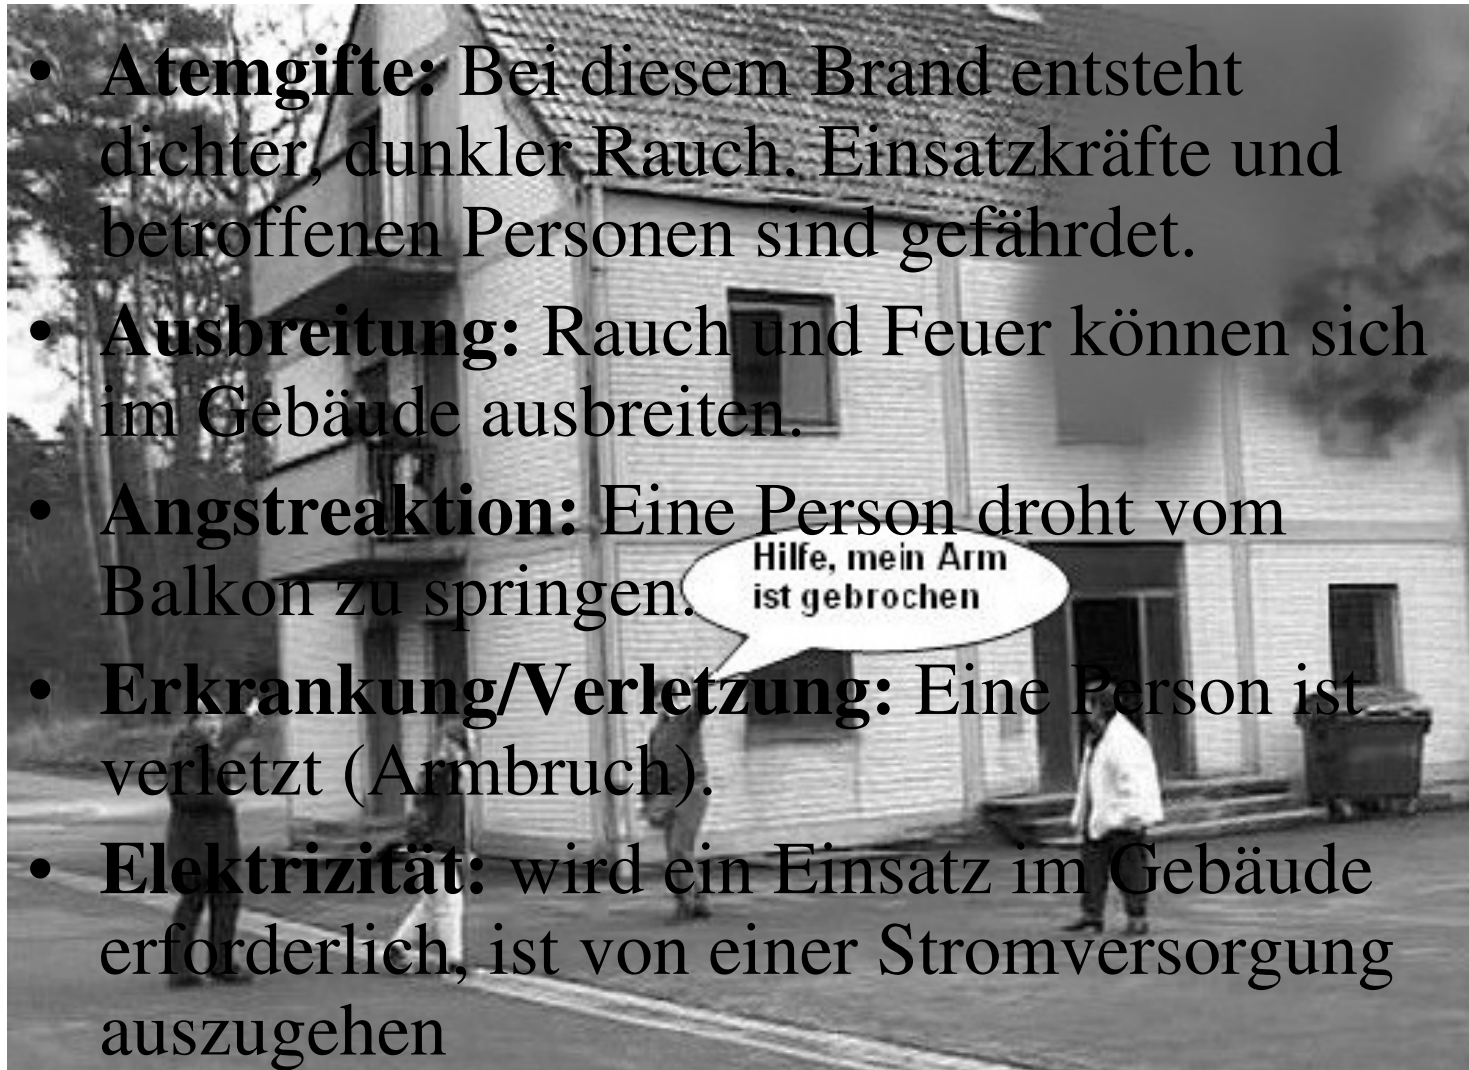 • Atemgifte: Bei diesem Brand entsteht
dichter, dunkler Rauch. Einsatzkräfte und
betroffenen Personen sind gefährdet.
• Ausbreitung: Rauch und Feuer können sich
im Gebäude ausbreiten.
• Angstreaktion: Eine Person droht vom
Balkon zu springen.
Hilfe, mein Arm
ist gebrochen
• Erkrankung/Verletzung: Eine Person ist
verletzt (Armbruch).
• Elektrizität: wird ein Einsatz im Gebäude
erforderlich, ist von einer Stromversorgung
auszugehen